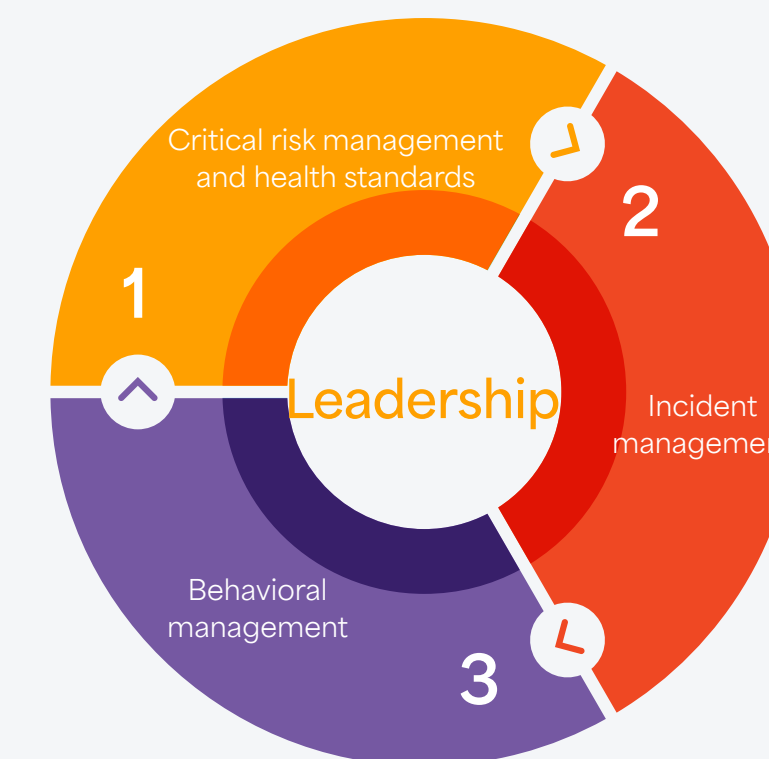 Critical risk management
and health standards
1
2
Leadership
Incident
Behavioral
management
3